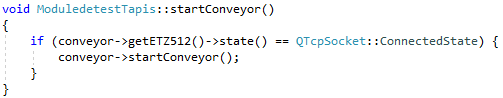 void ModuledetestTapis::startConveyor()
{
    if (conveyor->getETZ512()->state() == QTcpSocket::ConnectedState) {
        conveyor->startConveyor();
    }
}